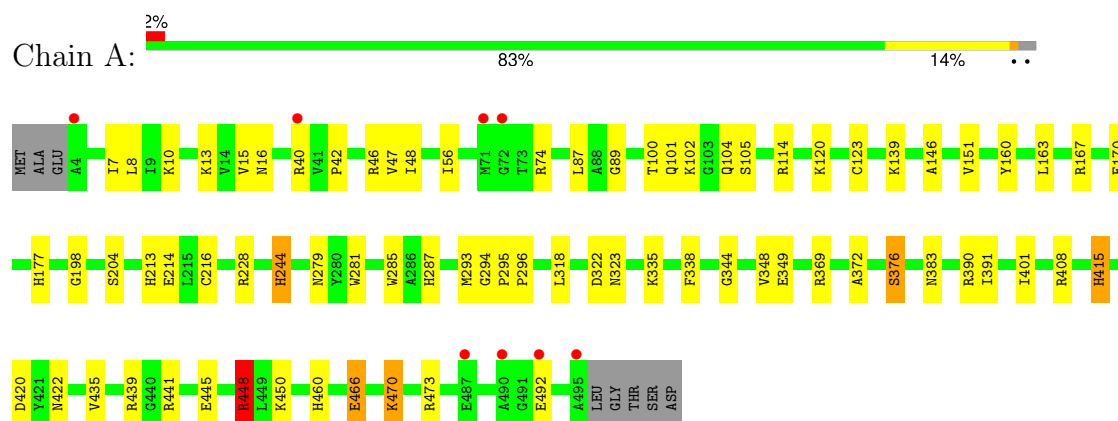 2%
Chain A:
83% 14% • •
MET ALA GLU A4 I7 L8 I9 K10 K13 V14 V15 N16 R40 V41 P42 R46 V47 I48 I56 M71 G72 T73 R74 L87 A88 G89 T100 Q101 K102 G103 Q104 S105 R114 K120 C123 K139 A146 V151 Y160 L163 R167
H177 G198 S204 H213 E214 L215 C216 R228 H244 N279 Y280 W281 W285 A286 H287 M293 G294 P295 P296 L318 D322 N323 K335 F338 G344 V348 E349 R369 A372 S376 N383 R390 I391 I401 R408 H415
D420 Y421 N422 V435 R439 G440 R441 E445 R448 L449 K450 H460 E466 K470 R473 E487 A490 G491 E492 A495 LEU GLY THR SER ASP